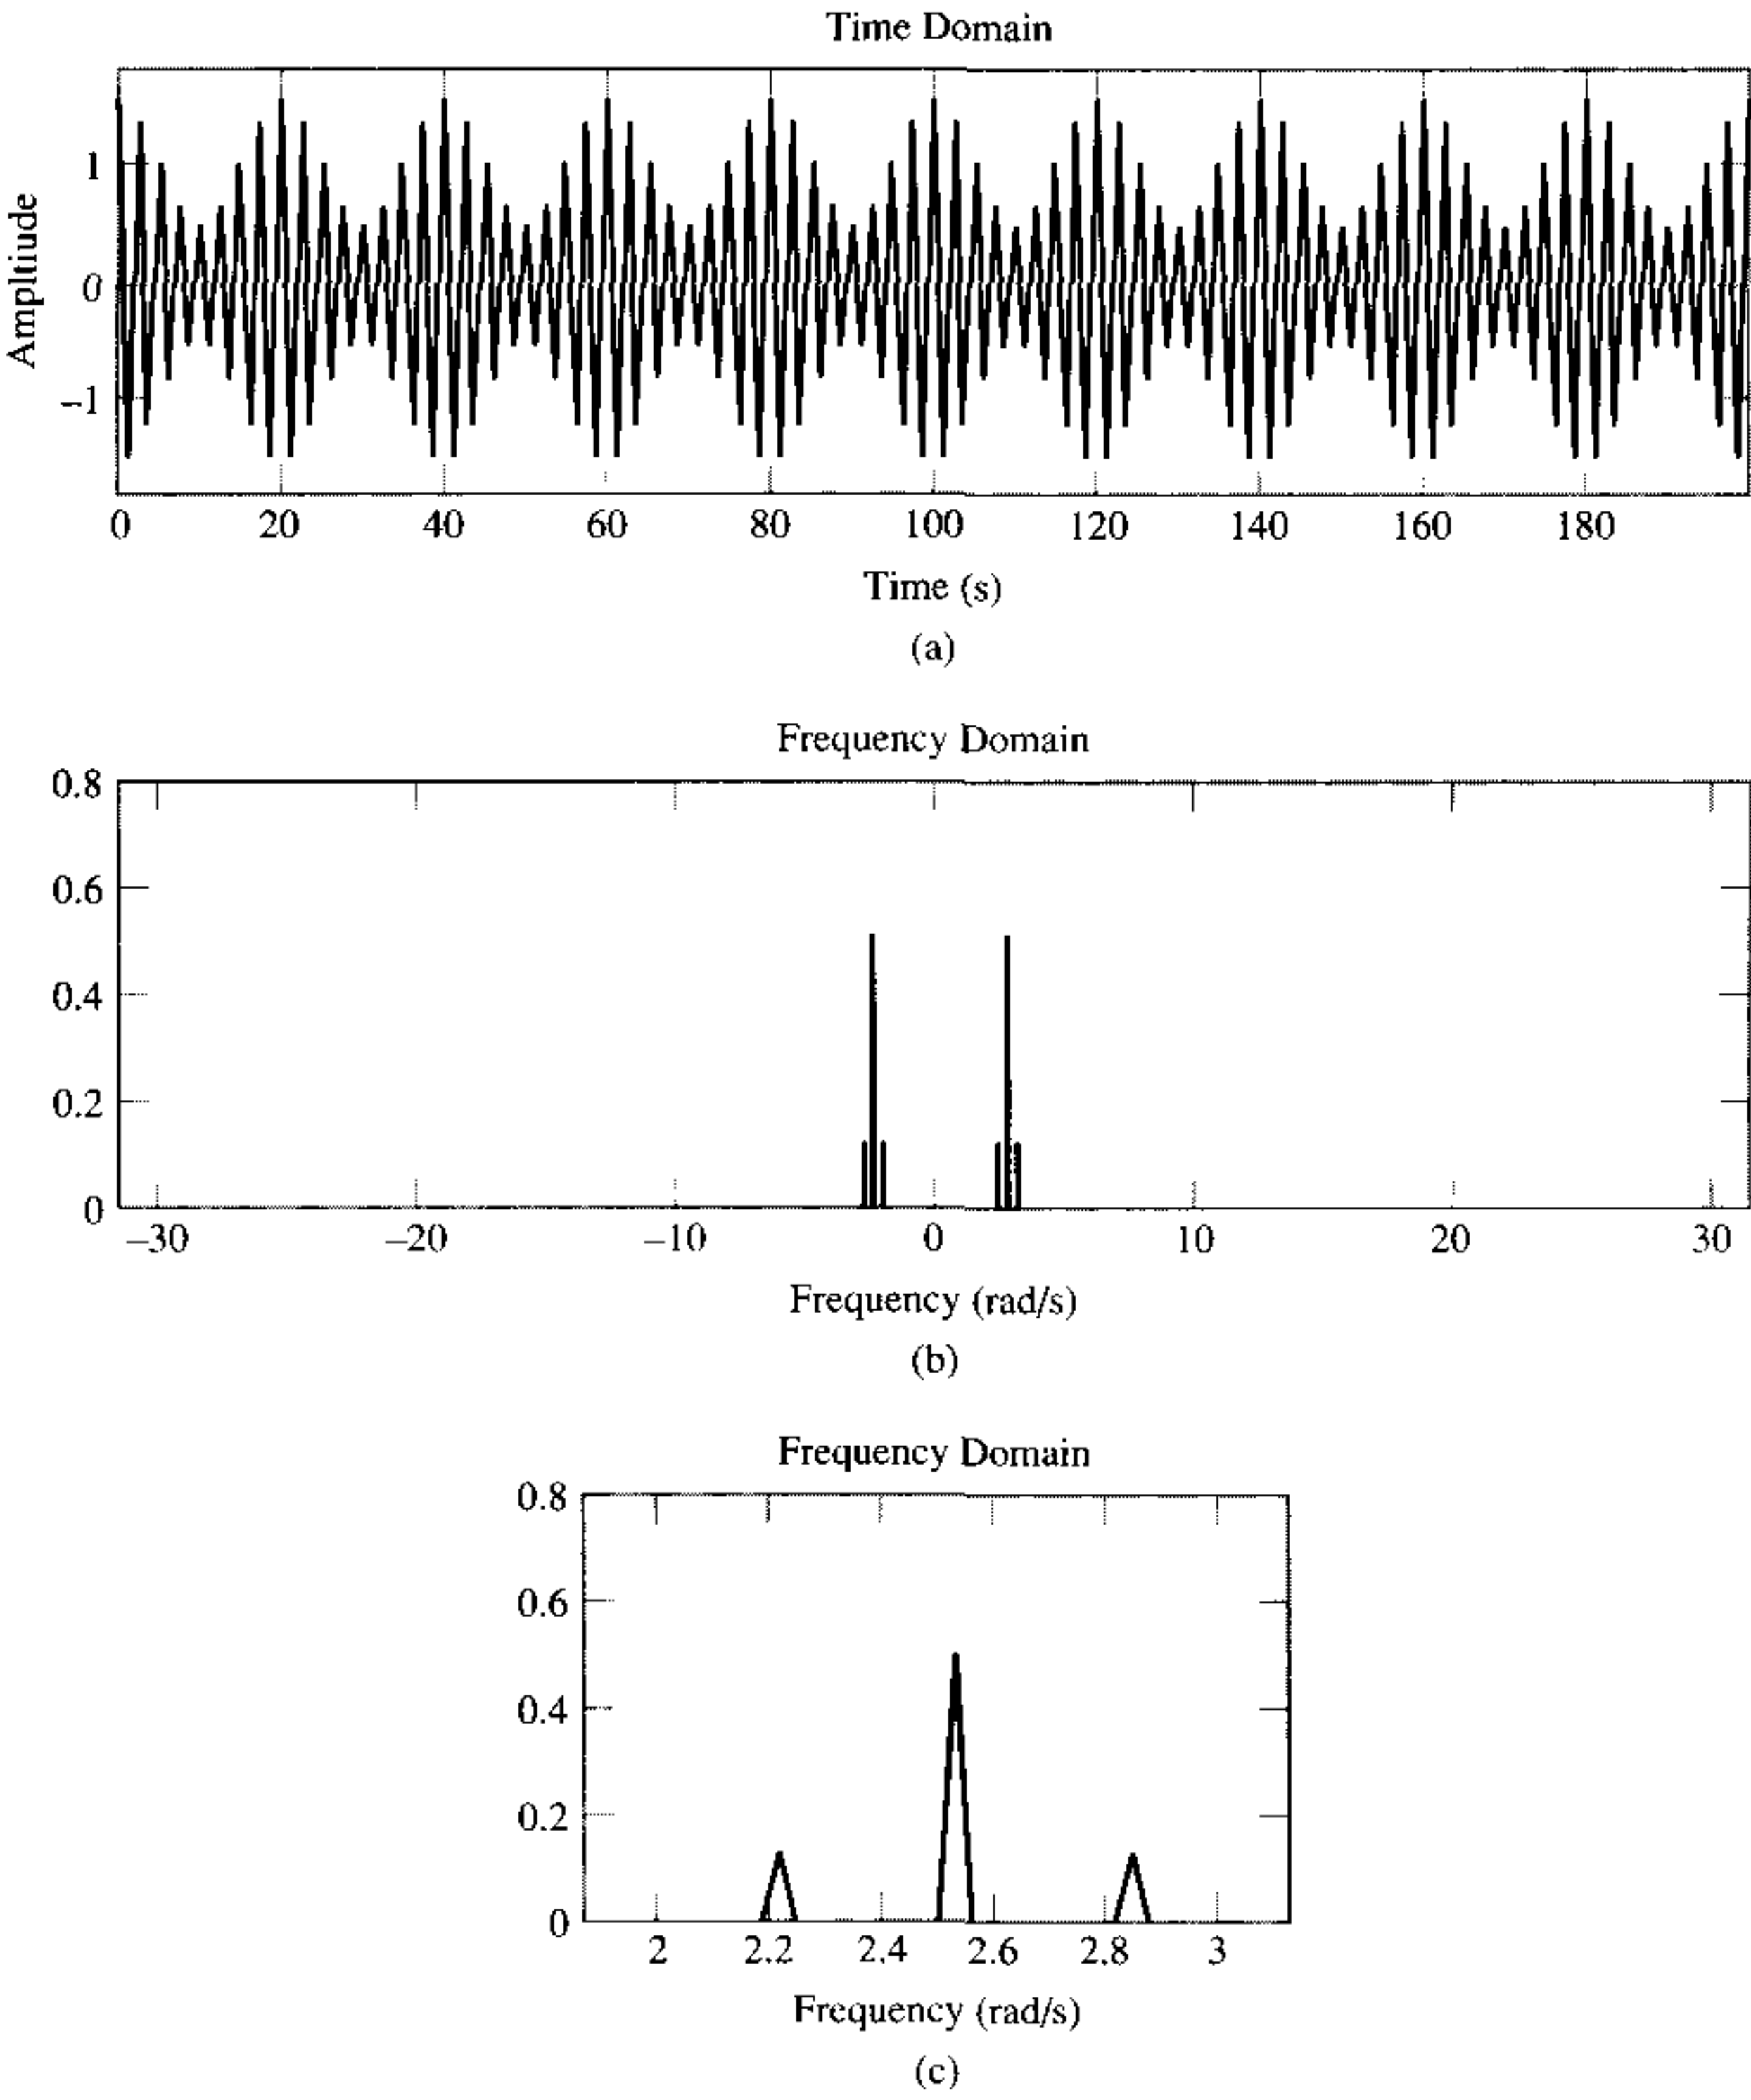 Time Domain
Ampltiude
1
0
–1
0 20 40 60 80 100 120 140 160 180
Time (s)
(a)
Frequency Domain
0.8
0.6
0.4
0.2
0
–30 –20 –10 0 10 20 30
Frequency (rad/s)
(b)
Frequency Domain
0.8
0.6
0.4
0.2
0
2 2.2 2.4 2.6 2.8 3
Frequency (rad/s)
(c)